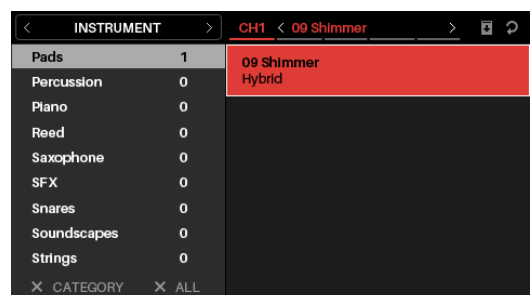 < INSTRUMENT > CH1 < 09 Shimmer >
Pads 1
Percussion 0
Piano 0
Reed 0
Saxophone 0
SFX 0
Snares 0
Soundscapes 0
Strings 0
× CATEGORY × ALL
09 Shimmer
Hybrid